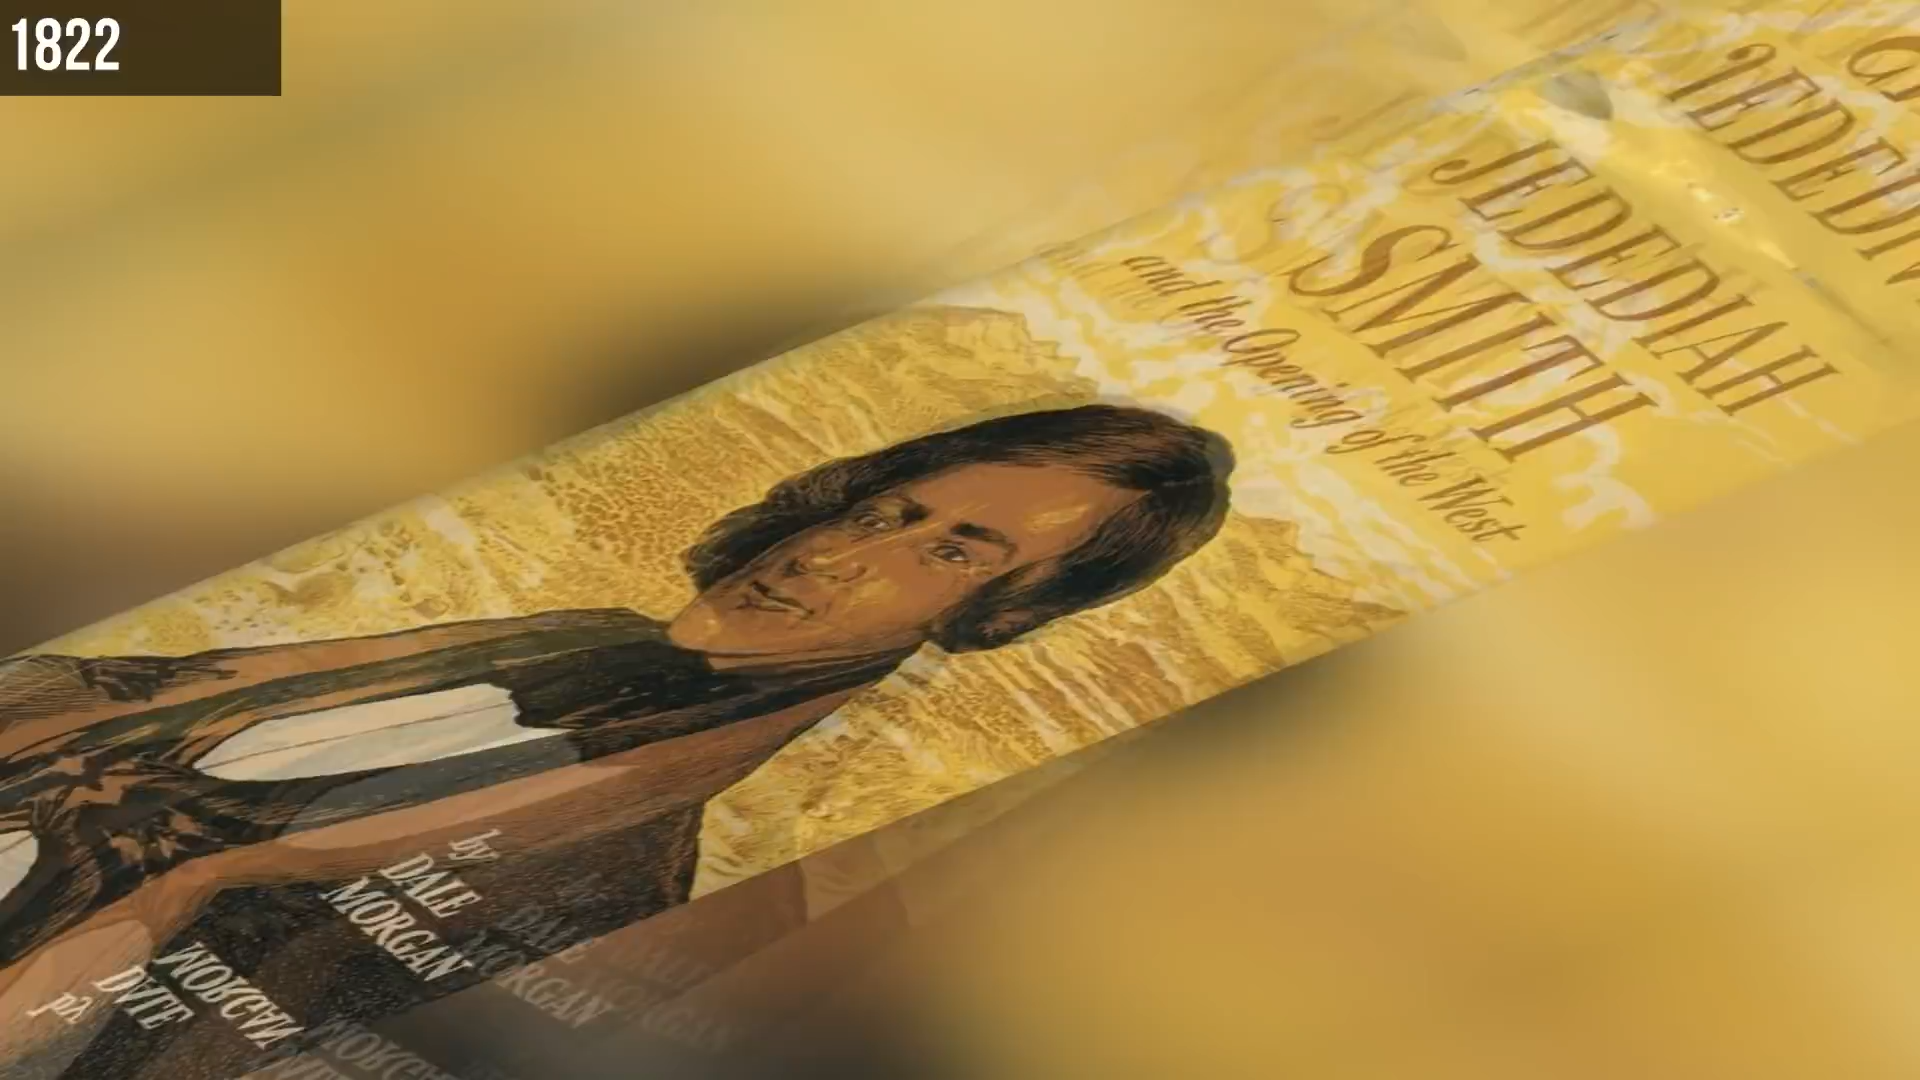 1822
JEDEDIAH
SMITH
and the Opening of the West
by
DALE
MORGAN